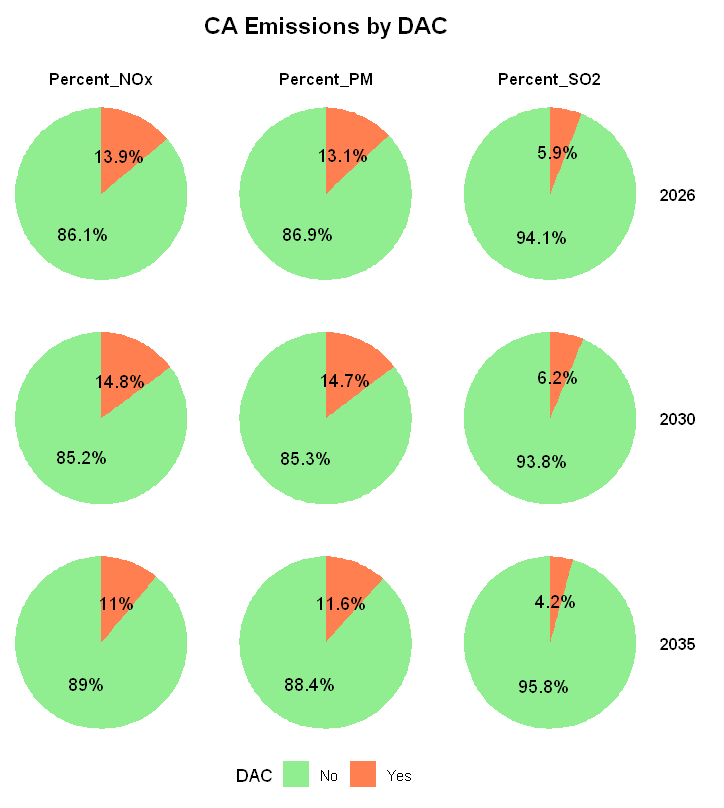 CA Emissions by DAC
Percent_NOx Percent_PM Percent_SO2
13.9% 13.1% 5.9%
2026
86.1% 86.9% 94.1%
14.8% 14.7% 6.2%
2030
85.2% 85.3% 93.8%
11% 11.6% 4.2%
2035
89% 88.4% 95.8%
DAC No Yes